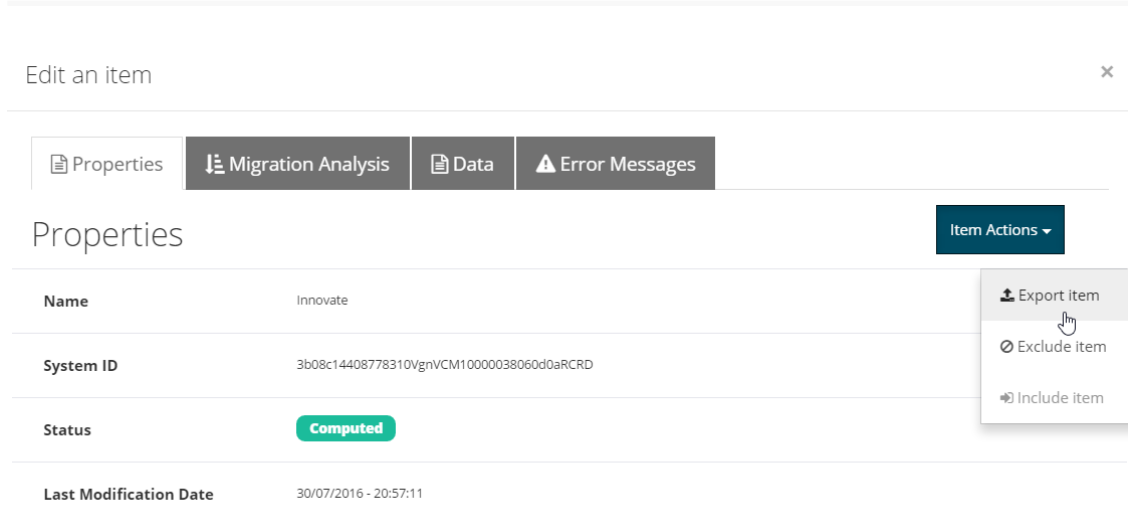 Edit an item
×
Properties Migration Analysis Data Error Messages
Properties
Item Actions
Export item
Exclude item
Include item
Name Innovate
System ID 3b08c14408778310VgnVCM10000038060d0aRCRD
Status Computed
Last Modification Date 30/07/2016 - 20:57:11